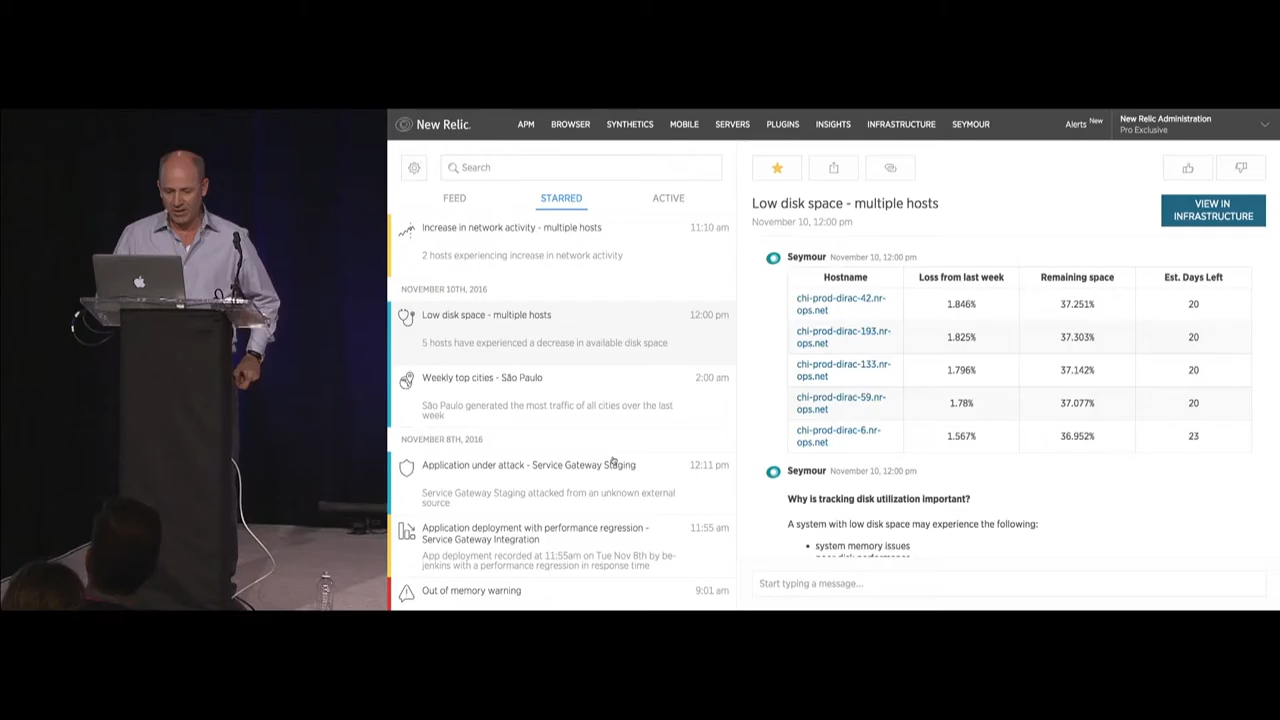 New Relic.
APM BROWSER SYNTHETICS MOBILE SERVERS PLUGINS INSIGHTS INFRASTRUCTURE SEYMOUR
Alerts New
New Relic Administration
Pro Exclusive
Search
FEED STARRED ACTIVE
Increase in network activity - multiple hosts 11:10 am
2 hosts experiencing increase in network activity
NOVEMBER 10TH, 2016
Low disk space - multiple hosts 12:00 pm
5 hosts have experienced a decrease in available disk space
Weekly top cities - São Paulo 2:00 am
São Paulo generated the most traffic of all cities over the last
week
NOVEMBER 8TH, 2016
Application under attack - Service Gateway Staging 12:11 pm
Service Gateway Staging attacked from an unknown external
source
Application deployment with performance regression - 11:55 am
Service Gateway Integration
App deployment recorded at 11:55am on Tue Nov 8th by be-
jenkins with a performance regression in response time
Out of memory warning 9:01 am
Low disk space - multiple hosts
November 10, 12:00 pm
VIEW IN
INFRASTRUCTURE
Seymour November 10, 12:00 pm
Hostname Loss from last week Remaining space Est. Days Left
chi-prod-dirac-42.nr-
ops.net 1.846% 37.251% 20
chi-prod-dirac-193.nr-
ops.net 1.825% 37.303% 20
chi-prod-dirac-133.nr-
ops.net 1.796% 37.142% 20
chi-prod-dirac-59.nr-
ops.net 1.78% 37.077% 20
chi-prod-dirac-6.nr-
ops.net 1.567% 36.952% 23
Seymour November 10, 12:00 pm
Why is tracking disk utilization important?
A system with low disk space may experience the following:
• system memory issues
Start typing a message...